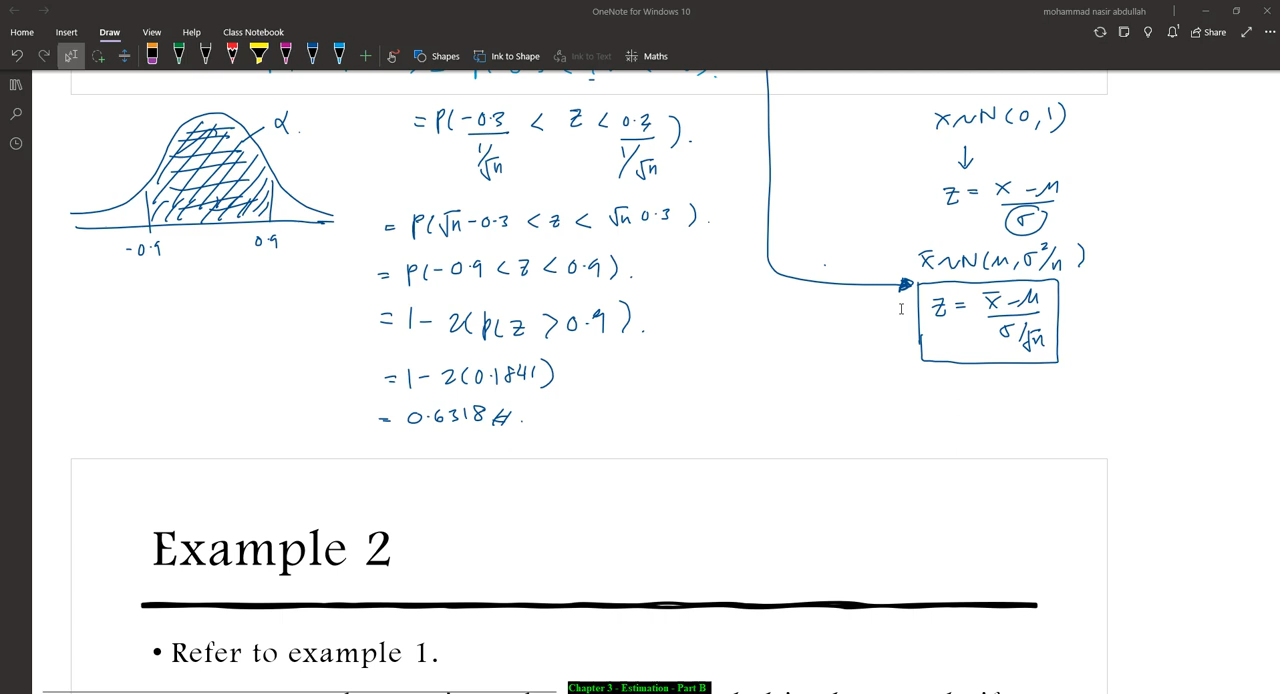 OneNote for Windows 10
mohammad nasir abdullah
Home Insert Draw View Help Class Notebook
Share
Shapes Ink to Shape Ink to Text Maths
α.
-0.9 0.9
= P( -0.3 / 1/√n < Z < 0.3 / 1/√n ).
= P(√n -0.3 < Z < √n 0.3 ).
= P(-0.9 < Z < 0.9).
= 1 - 2(P(Z > 0.9).
= 1 - 2(0.1841)
= 0.6318 #.
X~N(0,1)
↓
Z = X - M / σ
X̄~N(M, σ²/n)
Z = X̄ - M / σ/√n
Example 2
• Refer to example 1.
Chapter 3 - Estimation - Part B